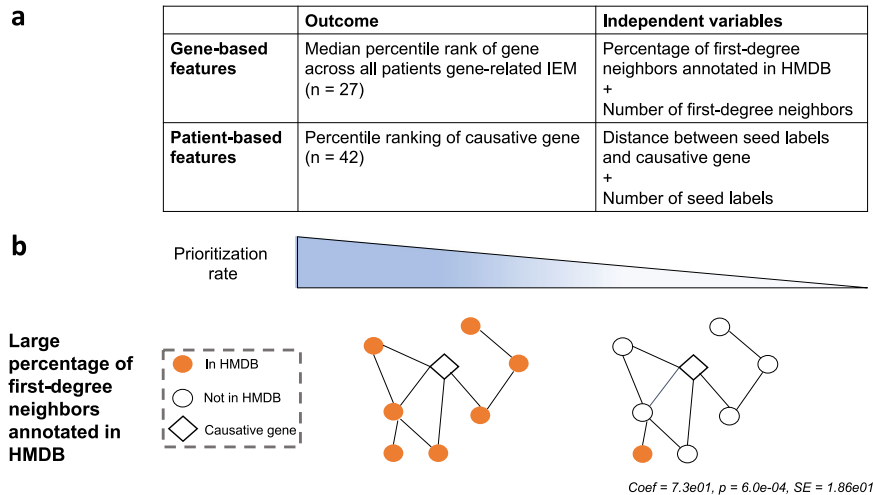 a
Outcome
Independent variables
Gene-based
features
Median percentile rank of gene
across all patients gene-related IEM
(n = 27)
Percentage of first-degree
neighbors annotated in HMDB
+
Number of first-degree neighbors
Patient-based
features
Percentile ranking of causative gene
(n = 42)
Distance between seed labels
and causative gene
+
Number of seed labels
b
Prioritization
rate
Large
percentage of
first-degree
neighbors
annotated in
HMDB
In HMDB
Not in HMDB
Causative gene
Coef = 7.3e01, p = 6.0e-04, SE = 1.86e01